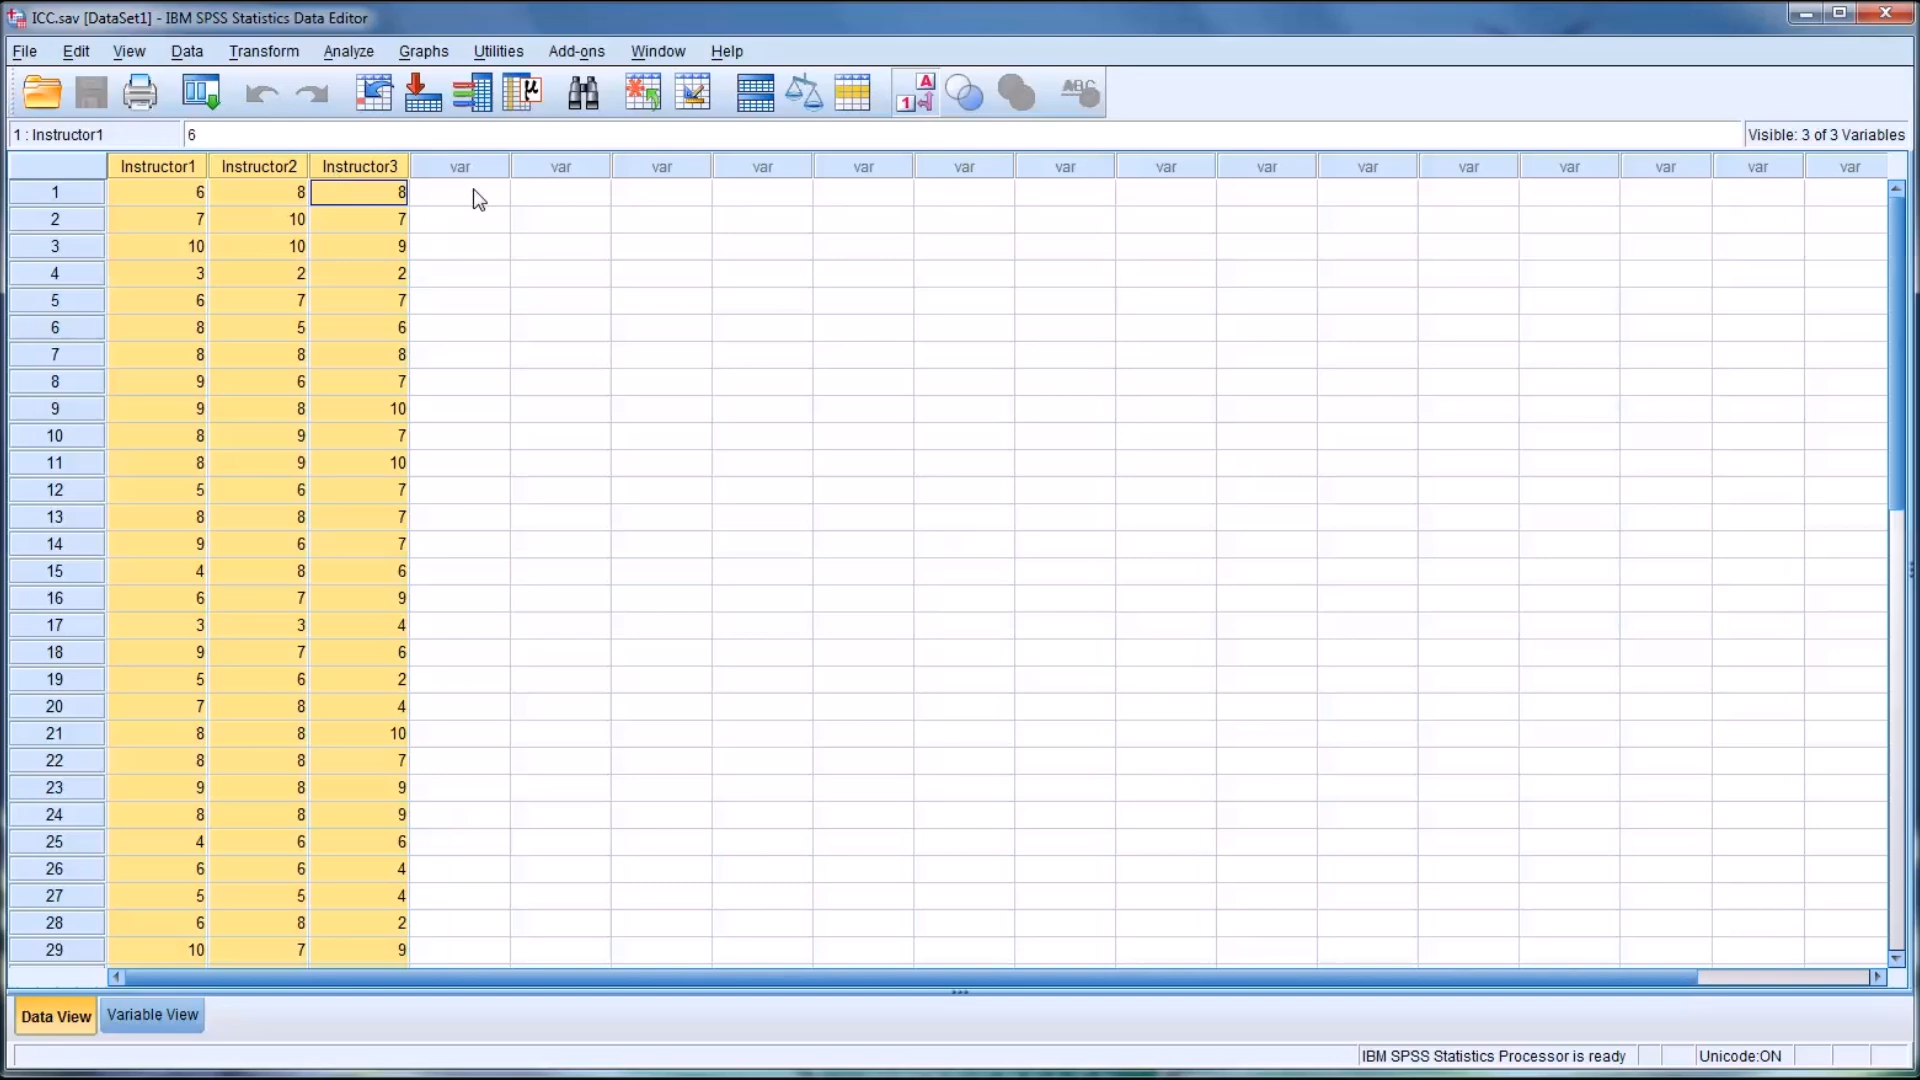 ICC.sav [DataSet1] - IBM SPSS Statistics Data Editor
File Edit View Data Transform Analyze Graphs Utilities Add-ons Window Help
1 : Instructor1 6 Visible: 3 of 3 Variables
Instructor1 Instructor2 Instructor3 var var var var var var var var var var var var var var var
1 6 8 8
2 7 10 7
3 10 10 9
4 3 2 2
5 6 7 7
6 8 5 6
7 8 8 8
8 9 6 7
9 9 8 10
10 8 9 7
11 8 9 10
12 5 6 7
13 8 8 7
14 9 6 7
15 4 8 6
16 6 7 9
17 3 3 4
18 9 7 6
19 5 6 2
20 7 8 4
21 8 8 10
22 8 8 7
23 9 8 9
24 8 8 9
25 4 6 6
26 6 6 4
27 5 5 4
28 6 8 2
29 10 7 9
Data View Variable View
IBM SPSS Statistics Processor is ready Unicode:ON